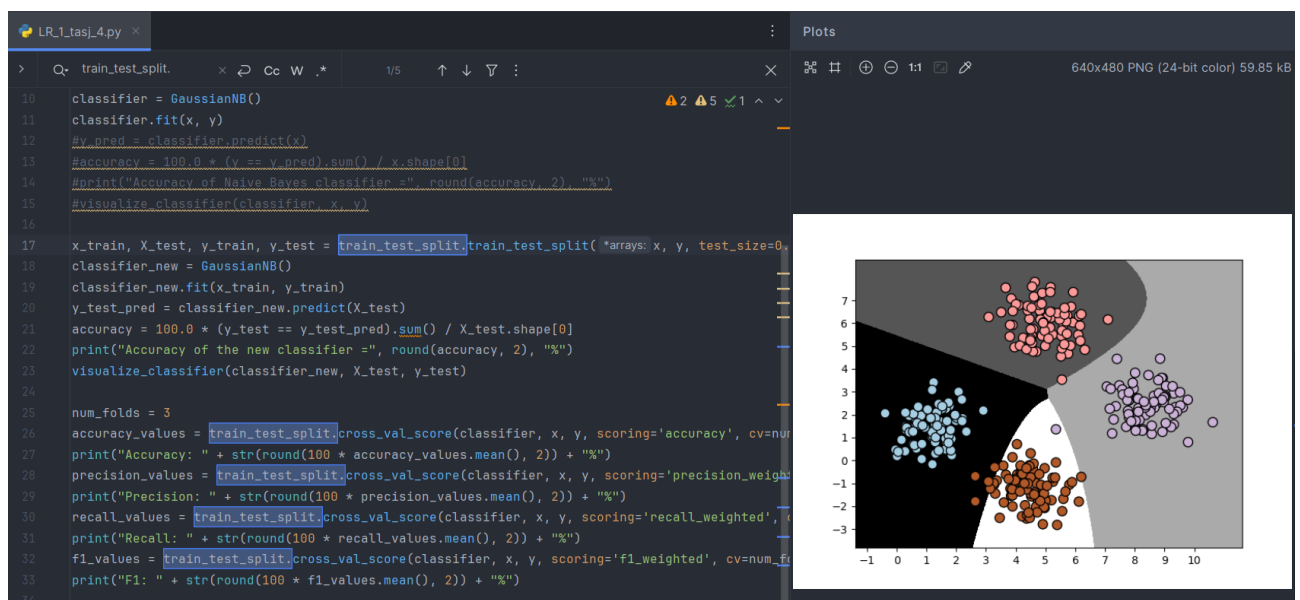 LR_1_tasj_4.py
Plots
train_test_split.
Cc W .*
1/5
1:1
640x480 PNG (24-bit color) 59.85 kB
2 5 1
10 classifier = GaussianNB()
11 classifier.fit(x, y)
12 #y_pred = classifier.predict(x)
13 #accuracy = 100.0 * (y == y_pred).sum() / x.shape[0]
14 #print("Accuracy of Naive Bayes classifier =", round(accuracy, 2), "%")
15 #visualize_classifier(classifier, x, y)
16
17 x_train, X_test, y_train, y_test = train_test_split.train_test_split( *arrays: x, y, test_size=0.
18 classifier_new = GaussianNB()
19 classifier_new.fit(x_train, y_train)
20 y_test_pred = classifier_new.predict(X_test)
21 accuracy = 100.0 * (y_test == y_test_pred).sum() / X_test.shape[0]
22 print("Accuracy of the new classifier =", round(accuracy, 2), "%")
23 visualize_classifier(classifier_new, X_test, y_test)
24
25 num_folds = 3
26 accuracy_values = train_test_split.cross_val_score(classifier, x, y, scoring='accuracy', cv=num
27 print("Accuracy: " + str(round(100 * accuracy_values.mean(), 2)) + "%")
28 precision_values = train_test_split.cross_val_score(classifier, x, y, scoring='precision_weigh
29 print("Precision: " + str(round(100 * precision_values.mean(), 2)) + "%")
30 recall_values = train_test_split.cross_val_score(classifier, x, y, scoring='recall_weighted',
31 print("Recall: " + str(round(100 * recall_values.mean(), 2)) + "%")
32 f1_values = train_test_split.cross_val_score(classifier, x, y, scoring='f1_weighted', cv=num_fo
33 print("F1: " + str(round(100 * f1_values.mean(), 2)) + "%")
7
6
5
4
3
2
1
0
−1
−2
−3
−1 0 1 2 3 4 5 6 7 8 9 10